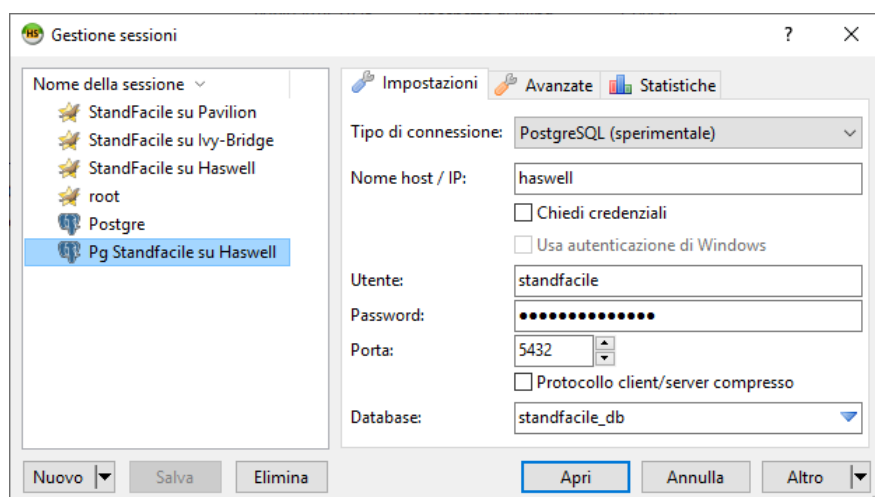 HS Gestione sessioni ?
Nome della sessione
StandFacile su Pavilion
StandFacile su Ivy-Bridge
StandFacile su Haswell
root
Postgre
Pg Standfacile su Haswell
Impostazioni Avanzate Statistiche
Tipo di connessione: PostgreSQL (sperimentale)
Nome host / IP: haswell
Chiedi credenziali
Usa autenticazione di Windows
Utente: standfacile
Password: ●●●●●●●●●●●●●●
Porta: 5432
Protocollo client/server compresso
Database: standfacile_db
Nuovo Salva Elimina Apri Annulla Altro